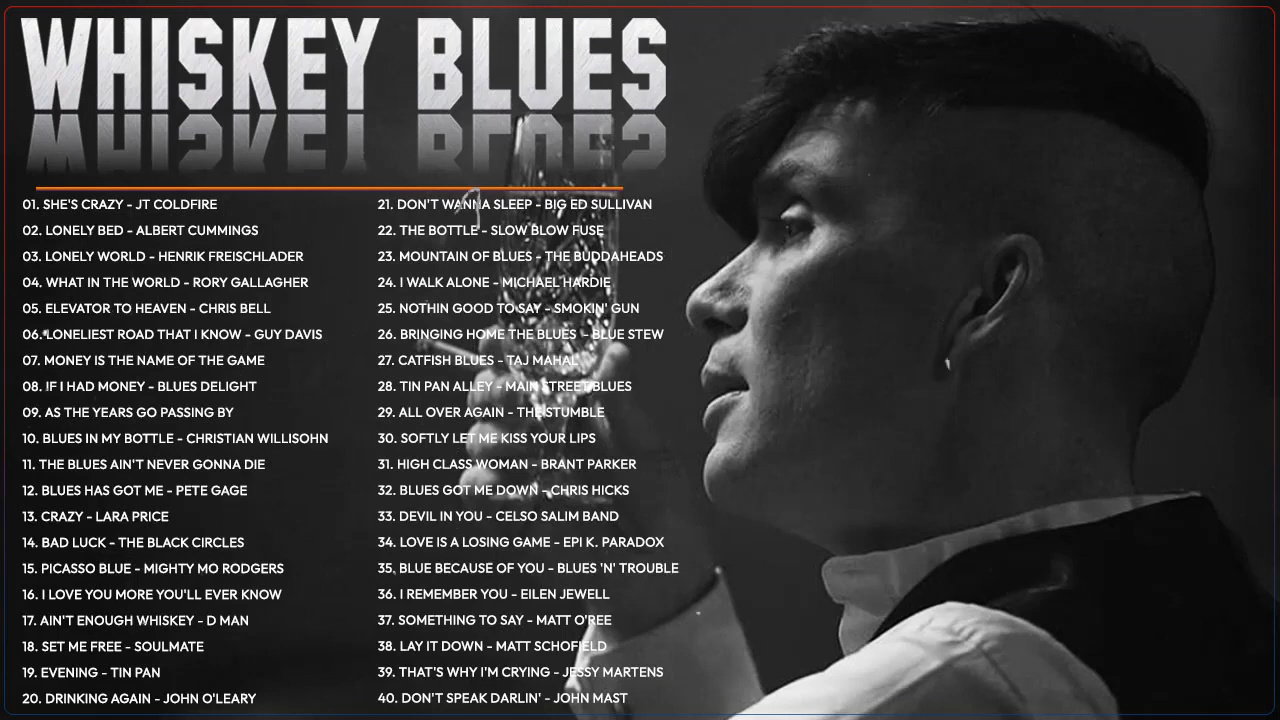 WHISKEY BLUES
01. SHE'S CRAZY - JT COLDFIRE
02. LONELY BED - ALBERT CUMMINGS
03. LONELY WORLD - HENRIK FREISCHLADER
04. WHAT IN THE WORLD - RORY GALLAGHER
05. ELEVATOR TO HEAVEN - CHRIS BELL
06. LONELIEST ROAD THAT I KNOW - GUY DAVIS
07. MONEY IS THE NAME OF THE GAME
08. IF I HAD MONEY - BLUES DELIGHT
09. AS THE YEARS GO PASSING BY
10. BLUES IN MY BOTTLE - CHRISTIAN WILLISOHN
11. THE BLUES AIN'T NEVER GONNA DIE
12. BLUES HAS GOT ME - PETE GAGE
13. CRAZY - LARA PRICE
14. BAD LUCK - THE BLACK CIRCLES
15. PICASSO BLUE - MIGHTY MO RODGERS
16. I LOVE YOU MORE YOU'LL EVER KNOW
17. AIN'T ENOUGH WHISKEY - D MAN
18. SET ME FREE - SOULMATE
19. EVENING - TIN PAN
20. DRINKING AGAIN - JOHN O'LEARY
21. DON'T WANNA SLEEP - BIG ED SULLIVAN
22. THE BOTTLE - SLOW BLOW FUSE
23. MOUNTAIN OF BLUES - THE BUDDAHEADS
24. I WALK ALONE - MICHAEL HARDIE
25. NOTHIN GOOD TO SAY - SMOKIN' GUN
26. BRINGING HOME THE BLUES - BLUE STEW
27. CATFISH BLUES - TAJ MAHAL
28. TIN PAN ALLEY - MAIN STREET BLUES
29. ALL OVER AGAIN - THE STUMBLE
30. SOFTLY LET ME KISS YOUR LIPS
31. HIGH CLASS WOMAN - BRANT PARKER
32. BLUES GOT ME DOWN - CHRIS HICKS
33. DEVIL IN YOU - CELSO SALIM BAND
34. LOVE IS A LOSING GAME - EPI K. PARADOX
35. BLUE BECAUSE OF YOU - BLUES 'N' TROUBLE
36. I REMEMBER YOU - EILEN JEWELL
37. SOMETHING TO SAY - MATT O'REE
38. LAY IT DOWN - MATT SCHOFIELD
39. THAT'S WHY I'M CRYING - JESSY MARTENS
40. DON'T SPEAK DARLIN' - JOHN MAST